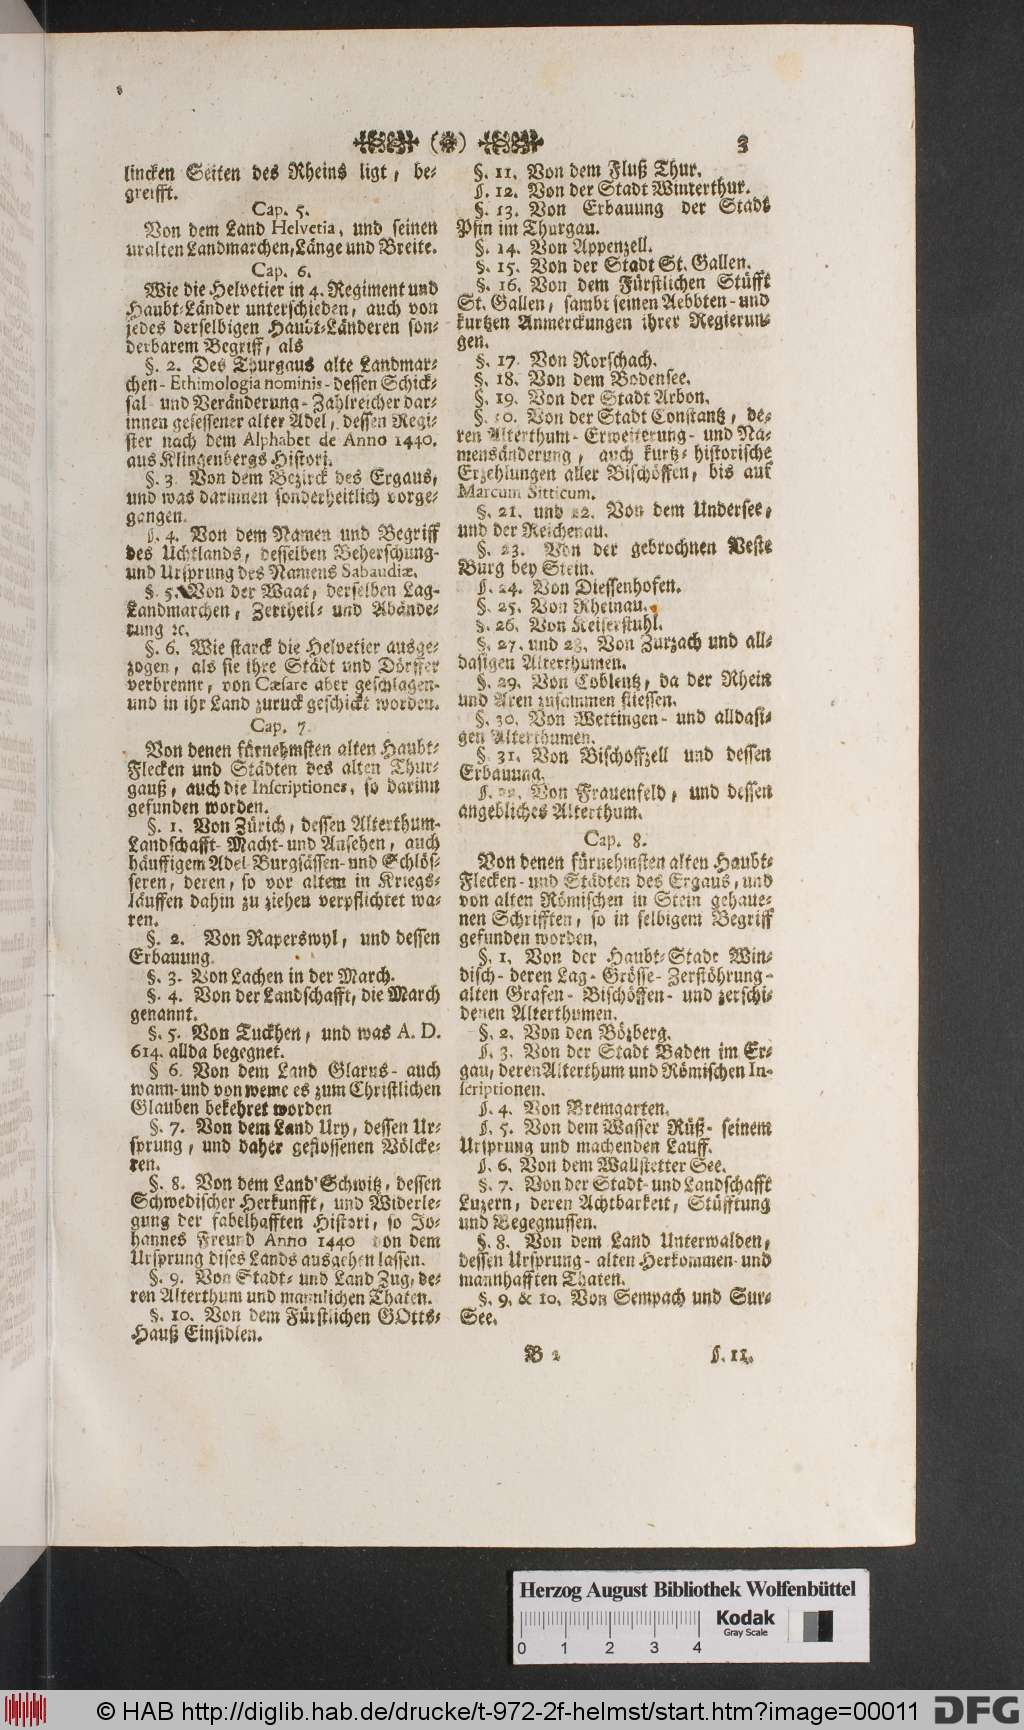 3
lincken Seiten des Rheins ligt, be-
greifft.
Cap. 5.
Von dem Land Helvetia, und seinen
uralten Landmarchen, Länge und Breite.
Cap. 6.
Wie die Helvetier in 4. Regiment und
Haubt-Länder unterschieden, auch von
jedes derselbigen Haubt-Länderen son-
derbarem Begriff, als
§. 2. Des Thurgaus alte Landmar-
chen- Ethimologia nominis- dessen Schick-
sal- und Veränderung- Zahlreicher dar-
innen gesessener alter Adel, dessen Regi-
ster nach dem Alphabet de Anno 1440.
aus Klingenbergs Histori.
§. 3. Von dem Bezirck des Ergaus,
und was darinnen sonderheitlich vorge-
gangen.
§. 4. Von dem Namen und Begriff
des Uchtlands, desselben Beherschung-
und Ursprung des Namens Sabaudiæ.
§. 5. Von der Waat, derselben Lag-
Landmarchen, Zertheil- und Abände-
rung ꝛc.
§. 6. Wie starck die Helvetier ausge-
zogen, als sie ihre Städt und Dörffer
verbrennt, von Cæsare aber geschlagen-
und in ihr Land zuruck geschickt worden.
Cap. 7.
Von denen fürnehmsten alten Haubt-
Flecken und Städten des alten Thur-
gauß, auch die Inscriptiones, so darinn
gefunden worden.
§. 1. Von Zürich, dessen Alterthum-
Landschafft- Macht- und Ansehen, auch
häuffigem Adel-Burgsässen- und Schlös-
seren, deren, so vor altem in Kriegs-
läuffen dahin zu ziehen verpflichtet wa-
ren.
§. 2. Von Raperswyl, und dessen
Erbauung.
§. 3. Von Lachen in der March.
§. 4. Von der Landschafft, die March
genannt.
§. 5. Von Tuckhen, und was A. D.
614. allda begegnet.
§ 6. Von dem Land Glarus- auch
wann- und von weme es zum Christlichen
Glauben bekehret worden
§. 7. Von dem Land Ury, dessen Ur-
sprung, und daher geflossenen Völcke-
ren.
§. 8. Von dem Land Schwitz, dessen
Schwedischer Herkunfft, und Widerle-
gung der fabelhafften Histori, so Jo-
hannes Freund Anno 1440 von dem
Ursprung dises Lands ausgehen lassen.
§. 9. Von Stadt- und Land Zug, de-
ren Alterthum und mannlichen Thaten.
§. 10. Von dem Fürstlichen GOtts-
Hauß Einsidlen.
§. 11. Von dem Fluß Thur.
§. 12. Von der Stadt Winterthur.
§. 13. Von Erbauung der Stadt
Pfin im Thurgau.
§. 14. Von Appenzell.
§. 15. Von der Stadt St. Gallen.
§. 16. Von dem Fürstlichen Stüfft
St. Gallen, sambt seinen Aebbten- und
kurtzen Anmerckungen ihrer Regierun-
gen.
§. 17. Von Rorschach.
§. 18. Von dem Bodensee.
§. 19. Von der Stadt Arbon.
§. 20. Von der Stadt Constantz, de-
ren Alterthum- Erweiterung- und Na-
mensänderung, auch kurtz- historische
Erzehlungen aller Bischöffen, bis auf
Marcum Sitticum.
§. 21. und 22. Von dem Undersee,
und der Reichenau.
§. 23. Von der gebrochnen Veste
Burg bey Stein.
§. 24. Von Diessenhofen.
§. 25. Von Rheinau.
§. 26. Von Keiserstuhl.
§. 27. und 28. Von Zurzach und all-
dasigen Alterthumen.
§. 29. Von Coblentz, da der Rhein
und Aren zusammen fliessen.
§. 30. Von Wettingen- und alldasi-
gen Alterthumen.
§ 31. Von Bischoffzell und dessen
Erbauung.
§. 32. Von Frauenfeld, und dessen
angebliches Alterthum.
Cap. 8.
Von denen fürnehmsten alten Haubt-
Flecken- und Städten des Ergaus, und
von alten Römischen in Stein gehaue-
nen Schrifften, so in selbigem Begriff
gefunden worden.
§. 1. Von der Haubt-Stadt Win-
disch- deren Lag- Grösse- Zerstöhrung-
alten Grafen- Bischöffen- und zerschi-
denen Alterthumen.
§. 2. Von den Bötzberg.
§. 3. Von der Stadt Baden im Er-
gau, deren Alterthum und Römischen In-
scriptionen.
§. 4. Von Bremgarten.
§. 5. Von dem Wasser Rüß- seinem
Ursprung und machenden Lauff.
§. 6. Von dem Wallstetter See.
§. 7. Von der Stadt- und Landschafft
Luzern, deren Achtbarkeit, Stüfftung
und Begegnussen.
§. 8. Von dem Land Unterwalden,
dessen Ursprung- alten Herkommen- und
mannhafften Thaten.
§. 9. & 10. Von Sempach und Sur-
See.
B 2 §. 11.
Herzog August Bibliothek Wolfenbüttel
Kodak
Gray Scale
0 1 2 3 4
© HAB http://diglib.hab.de/drucke/t-972-2f-helmst/start.htm?image=00011 DFG